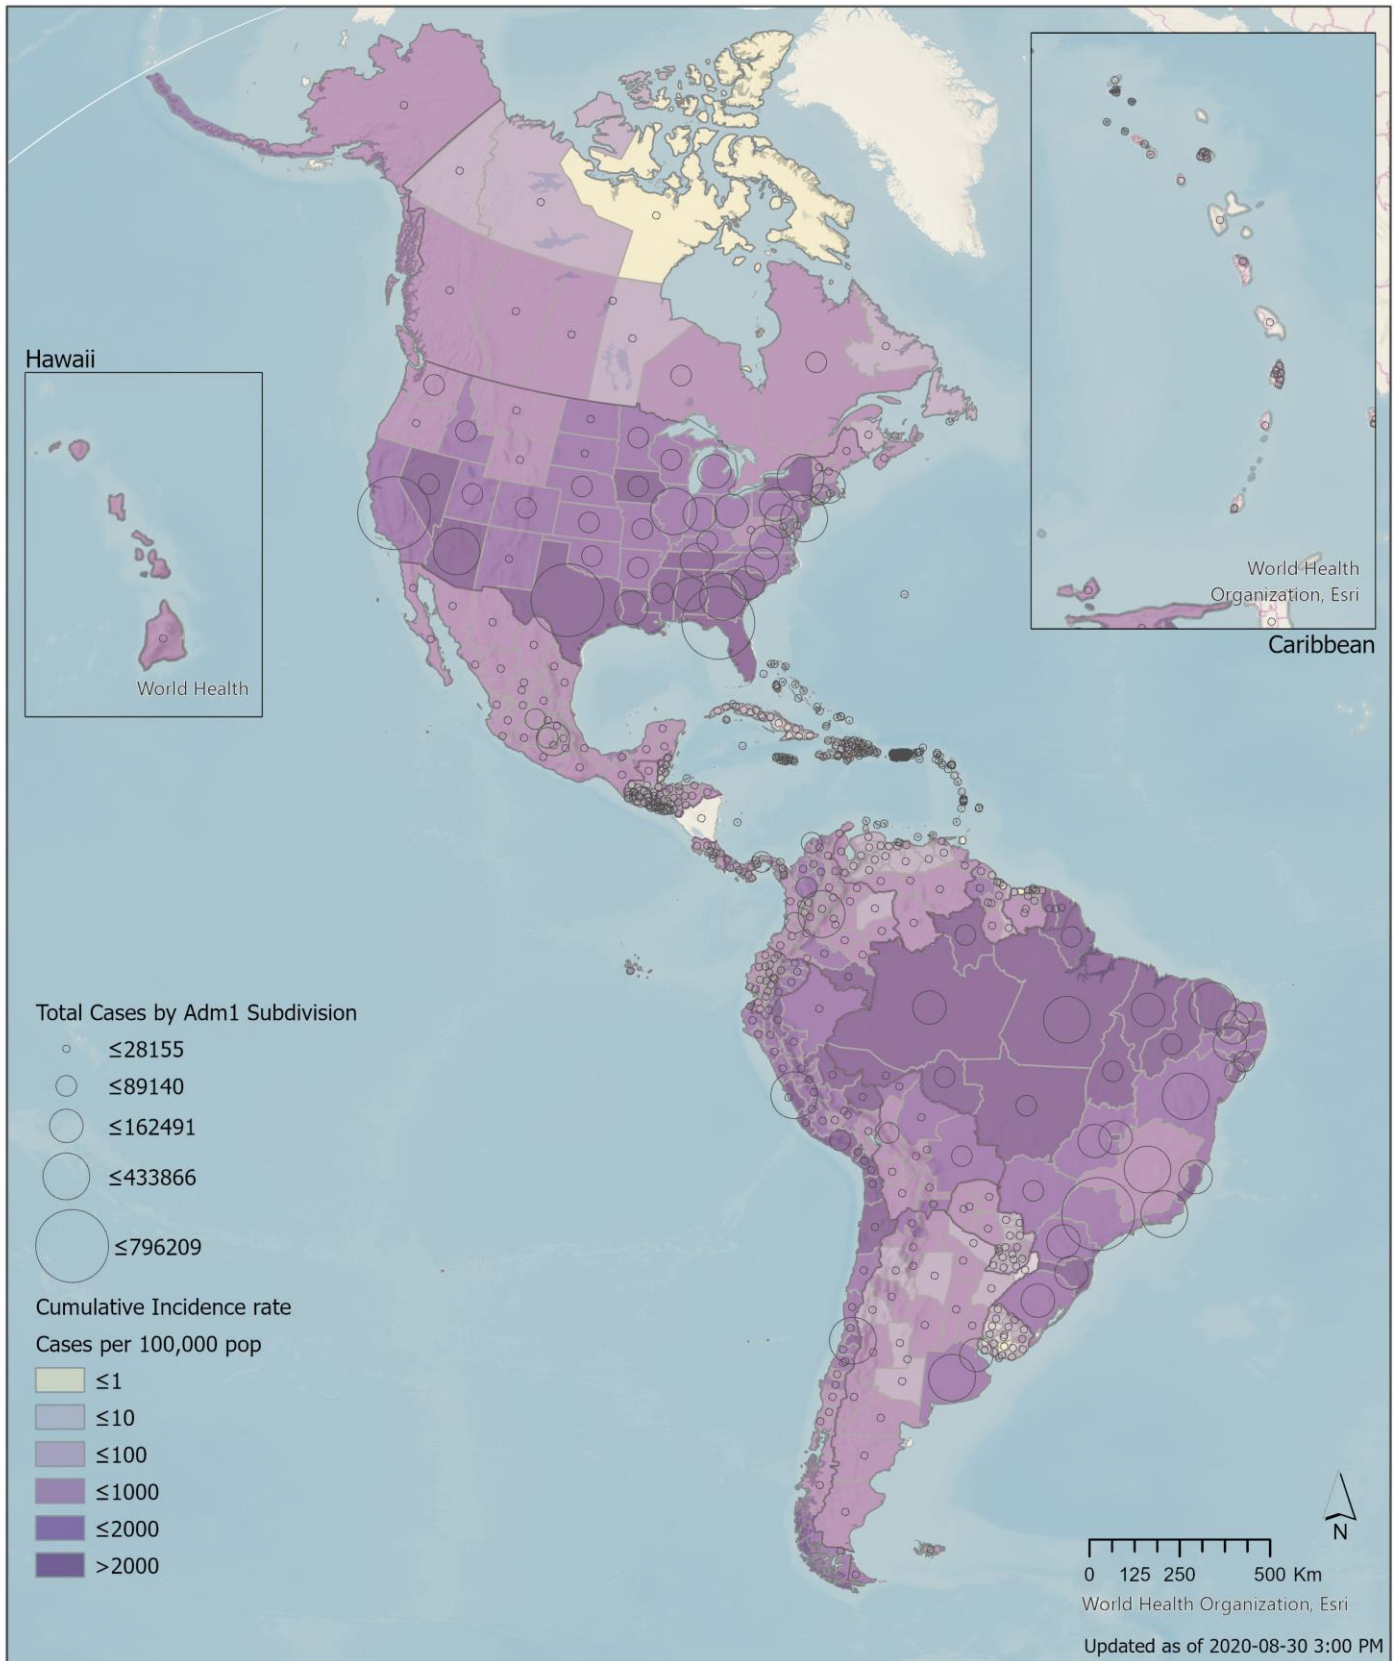 Hawaii
World Health
World Health
Organization, Esri
Caribbean
Total Cases by Adm1 Subdivision
≤28155
≤89140
≤162491
≤433866
≤796209
Cumulative Incidence rate
Cases per 100,000 pop
≤1
≤10
≤100
≤1000
≤2000
>2000
N
0 125 250 500 Km
World Health Organization, Esri
Updated as of 2020-08-30 3:00 PM